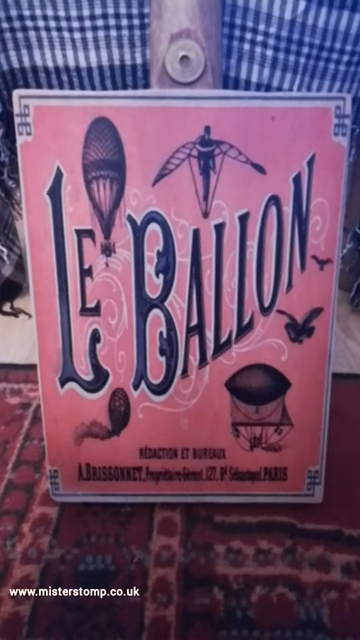 LE BALLON
RÉDACTION ET BUREAUX
A. BRISSONNET, Propriétaire-Gérant, 127, Bd Sébastopol, PARIS
www.misterstomp.co.uk